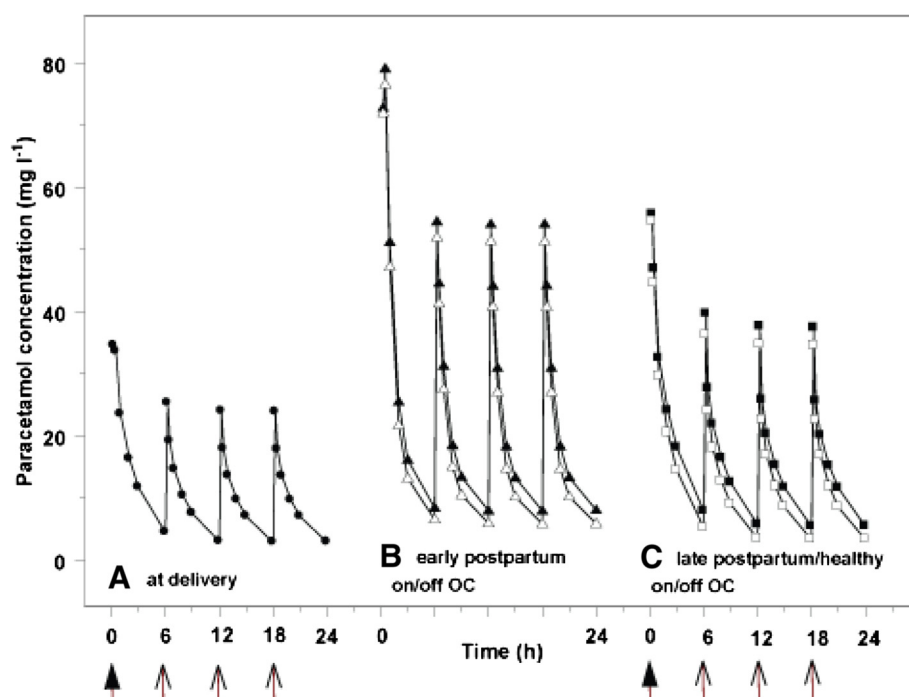 80
60
40
20
0
Paracetamol concentration (mg l-1)
A at delivery
B early postpartum
on/off OC
C late postpartum/healthy
on/off OC
0 6 12 18 24 0 24 0 6 12 18 24
Time (h)